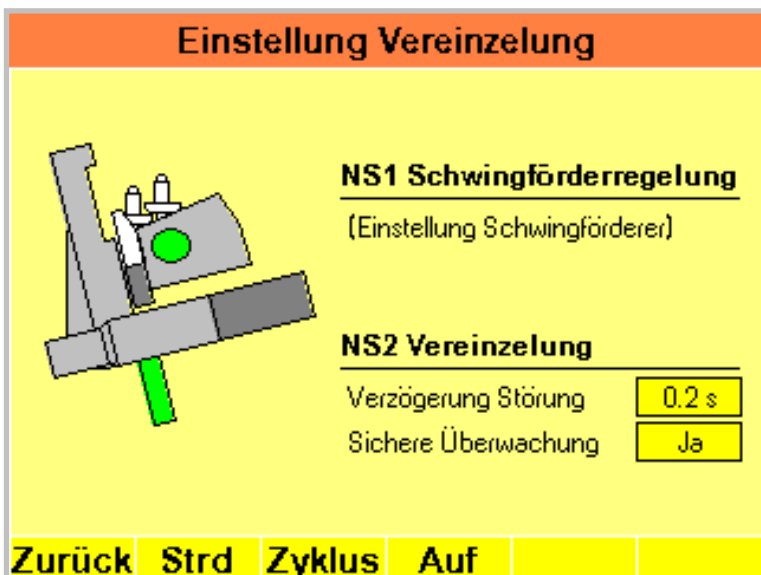 Einstellung Vereinzelung
NS1 Schwingförderregelung
(Einstellung Schwingförderer)
NS2 Vereinzelung
Verzögerung Störung 0.2 s
Sichere Überwachung Ja
Zurück Strd Zyklus Auf